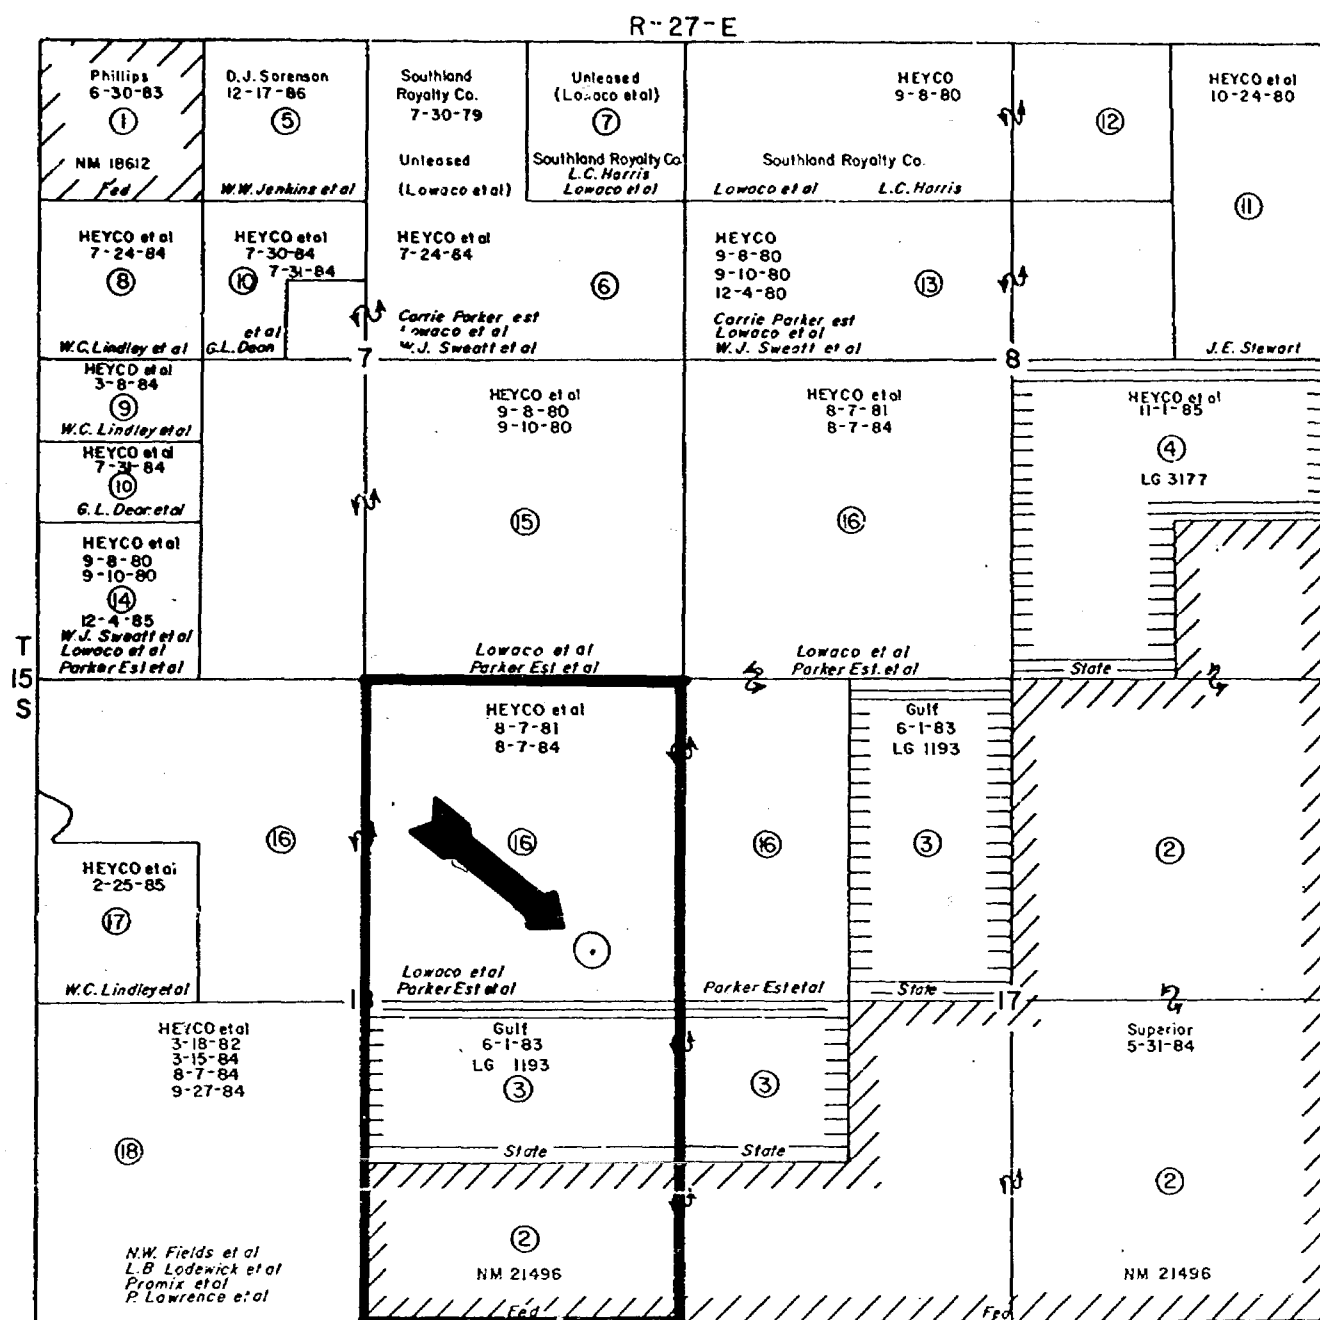 R-27-E
Phillips
6-30-83
1
NM 18612
Fed
D.J. Sorenson
12-17-86
5
W.W. Jenkins et al
Southland
Royalty Co.
7-30-79
Unleased
(Lowaco et al)
Unleased
(Lowaco et al)
7
Southland Royalty Co
L.C. Harris
Lowaco et al
HEYCO
9-8-80
Southland Royalty Co.
Lowaco et al
L.C. Harris
12
HEYCO et al
10-24-80
11
J.E. Stewart
HEYCO et al
7-24-84
8
W.C. Lindley et al
HEYCO et al
7-30-84
7-31-84
10
et al
G.L. Dean
HEYCO et al
7-24-84
6
Carrie Parker est
Lowaco et al
W.J. Sweatt et al
HEYCO
9-8-80
9-10-80
12-4-80
13
Carrie Parker est
Lowaco et al
W.J. Sweatt et al
7
8
HEYCO et al
3-8-84
9
W.C. Lindley et al
HEYCO et al
7-31-84
10
G.L. Dean et al
HEYCO et al
9-8-80
9-10-80
14
12-4-85
W.J. Sweatt et al
Lowaco et al
Parker Est et al
HEYCO et al
9-8-80
9-10-80
15
Lowaco et al
Parker Est et al
HEYCO et al
8-7-81
8-7-84
16
Lowaco et al
Parker Est. et al
HEYCO et al
11-1-85
4
LG 3177
State
T
15
S
16
HEYCO et al
2-25-85
17
W.C. Lindley et al
HEYCO et al
8-7-81
8-7-84
16
Lowaco et al
Parker Est et al
16
Parker Est et al
Gulf
6-1-83
LG 1193
3
State
2
17
HEYCO et al
3-18-82
3-15-84
8-7-84
9-27-84
18
N.W. Fields et al
L.B Lodewick et al
Promix et al
P. Lawrence et al
Gulf
6-1-83
LG 1193
3
State
3
State
2
NM 21496
Fed
Superior
5-31-84
2
NM 21496
Fed